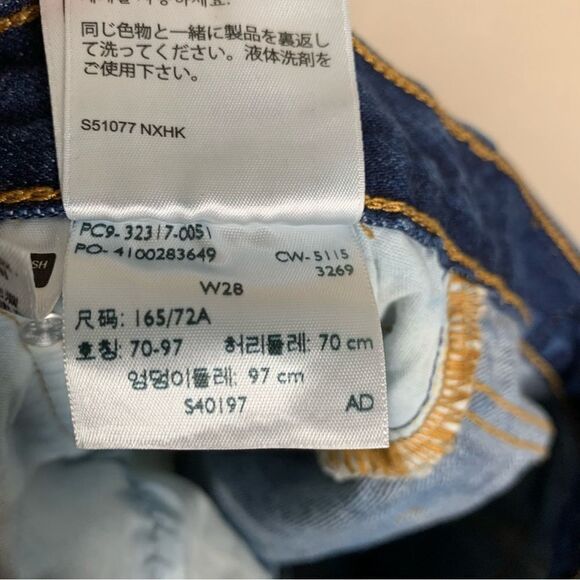 同じ色物と一緒に製品を裏返し
て洗ってください。液体洗剤を
ご使用下さい。
S51077 NXHK
PC9-32317-0051
PO-4100283649
CW-5115
3269
W28
尺码: 165/72A
호칭: 70-97 허리둘레: 70 cm
엉덩이둘레: 97 cm
S40197 AD
SH